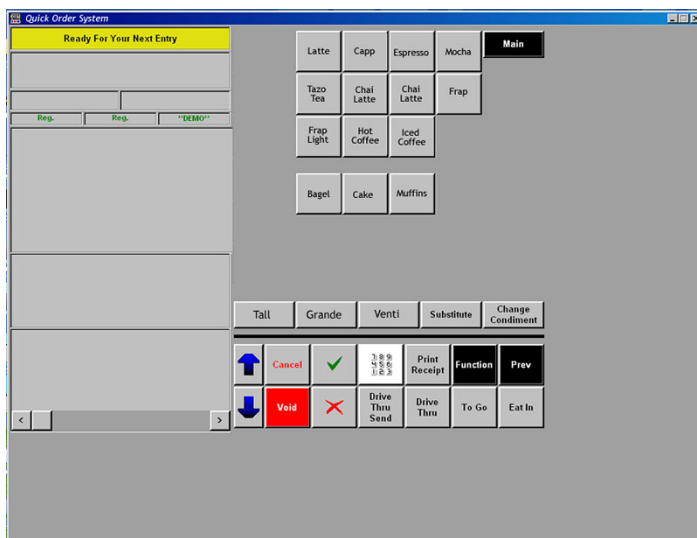 Quick Order System
Ready For Your Next Entry
Reg. Reg. "DEMO"
Latte Capp Espresso Mocha Main
Tazo Tea Chai Latte Chai Latte Frap
Frap Light Hot Coffee Iced Coffee
Bagel Cake Muffins
Tall Grande Venti Substitute Change Condiment
Cancel Print Receipt Function Prev
Void Drive Thru Send Drive Thru To Go Eat In